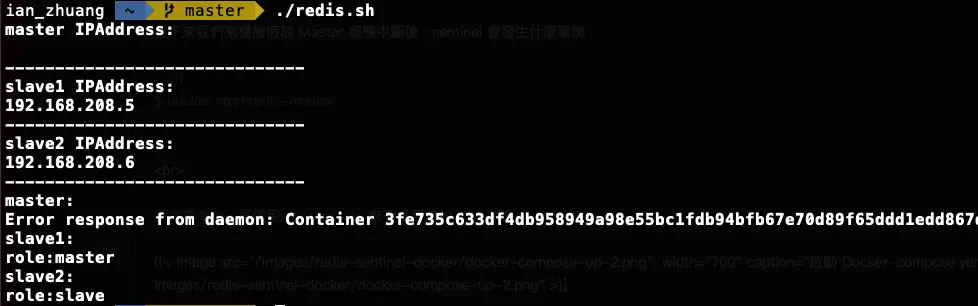 ian_zhuang ~ master ./redis.sh
master IPAddress:
下來我們來模擬假設 Master 服務中斷後，sentinel 會發生什麼事情。
------------------------------
slave1 IPAddress:
$ docker stop redis-master
192.168.208.5
------------------------------
slave2 IPAddress:
192.168.208.6
<br>
------------------------------
master:
Error response from daemon: Container 3fe735c633df4db958949a98e55bc1fdb94bfb67e70d89f65ddd1edd867
slave1:
role:master
{{< image src="/images/redis-sentinel-docker/docker-compose-up-2.png" width="700" caption="啟動 Docker-compose
slave2:
role:slave
images/redis-sentinel-docker/docker-compose-up-2.png" >}}